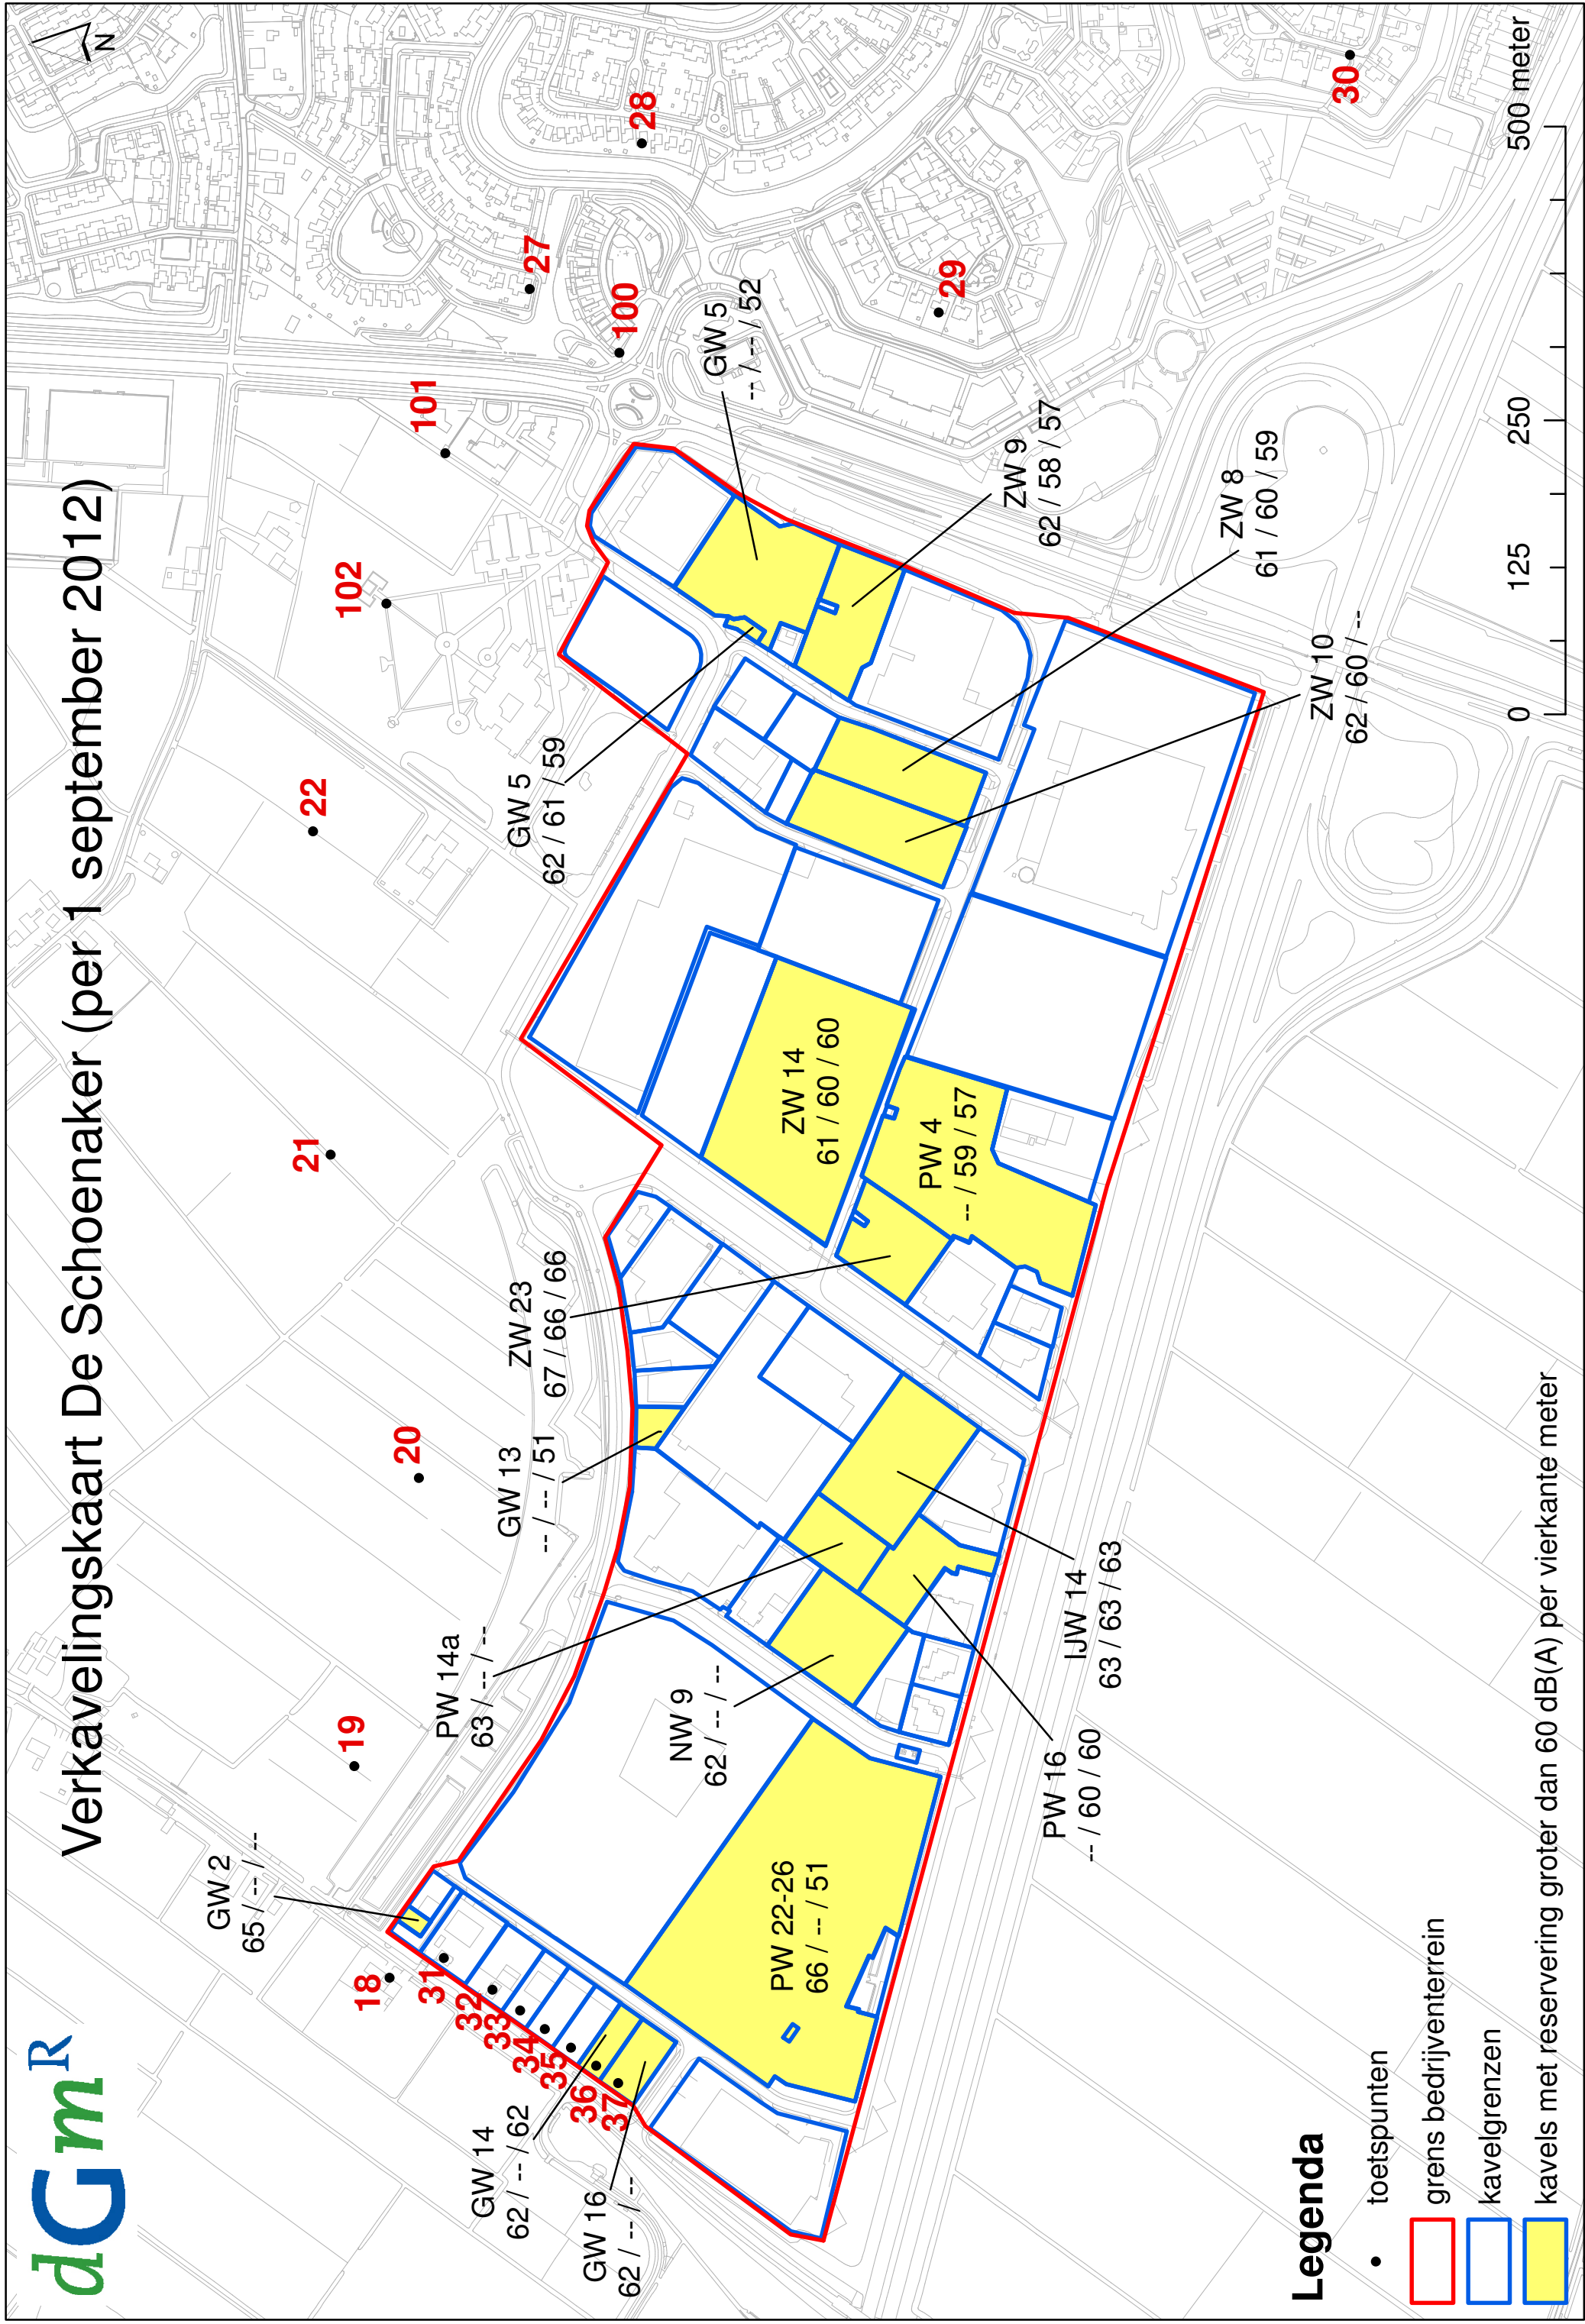 dGmR
Verkavelingskaart De Schoenaker (per 1 september 2012)
N
18
19
20
21
22
102
101
27
100
28
29
30
31
32
33
34
35
36
37
GW 2
65 / -- / --
PW 14a
63 / -- / --
GW 13
-- / -- / 51
ZW 23
67 / 66 / 66
GW 5
62 / 61 / 59
GW 5
-- / -- / 52
GW 14
62 / -- / 62
GW 16
62 / -- / --
NW 9
62 / -- / --
ZW 14
61 / 60 / 60
PW 22-26
66 / -- / 51
PW 4
-- / 59 / 57
ZW 9
62 / 58 / 57
ZW 8
61 / 60 / 59
ZW 10
62 / 60 / --
IJW 14
63 / 63 / 63
PW 16
-- / 60 / 60
Legenda
toetspunten
grens bedrijventerrein
kavelgrenzen
kavels met reservering groter dan 60 dB(A) per vierkante meter
0 125 250 500 meter